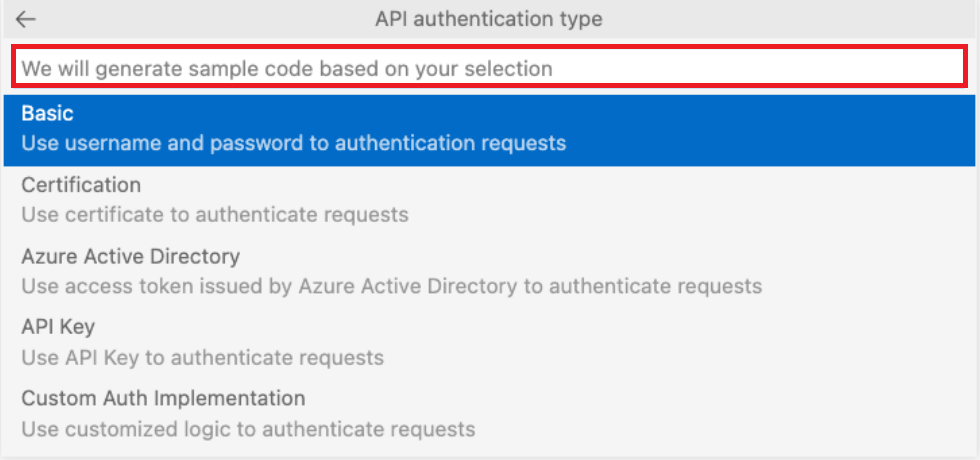 API authentication type
We will generate sample code based on your selection
Basic
Use username and password to authentication requests
Certification
Use certificate to authenticate requests
Azure Active Directory
Use access token issued by Azure Active Directory to authenticate requests
API Key
Use API Key to authenticate requests
Custom Auth Implementation
Use customized logic to authenticate requests